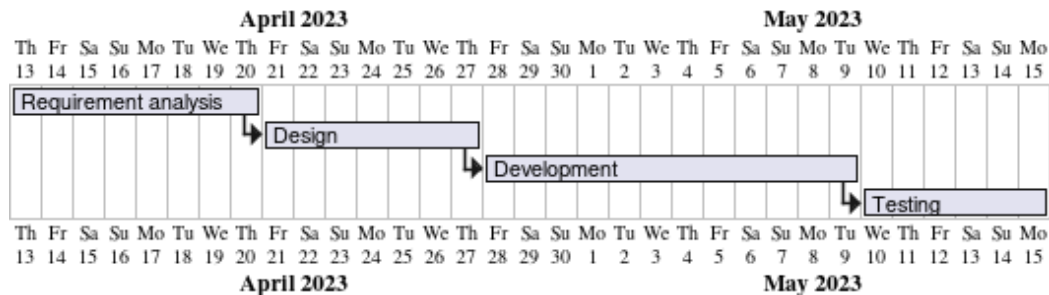 April 2023 May 2023
Th Fr Sa Su Mo Tu We Th Fr Sa Su Mo Tu We Th Fr Sa Su Mo Tu We Th Fr Sa Su Mo Tu We Th Fr Sa Su Mo
13 14 15 16 17 18 19 20 21 22 23 24 25 26 27 28 29 30 1 2 3 4 5 6 7 8 9 10 11 12 13 14 15
Requirement analysis
Design
Development
Testing
Th Fr Sa Su Mo Tu We Th Fr Sa Su Mo Tu We Th Fr Sa Su Mo Tu We Th Fr Sa Su Mo Tu We Th Fr Sa Su Mo
13 14 15 16 17 18 19 20 21 22 23 24 25 26 27 28 29 30 1 2 3 4 5 6 7 8 9 10 11 12 13 14 15
April 2023 May 2023